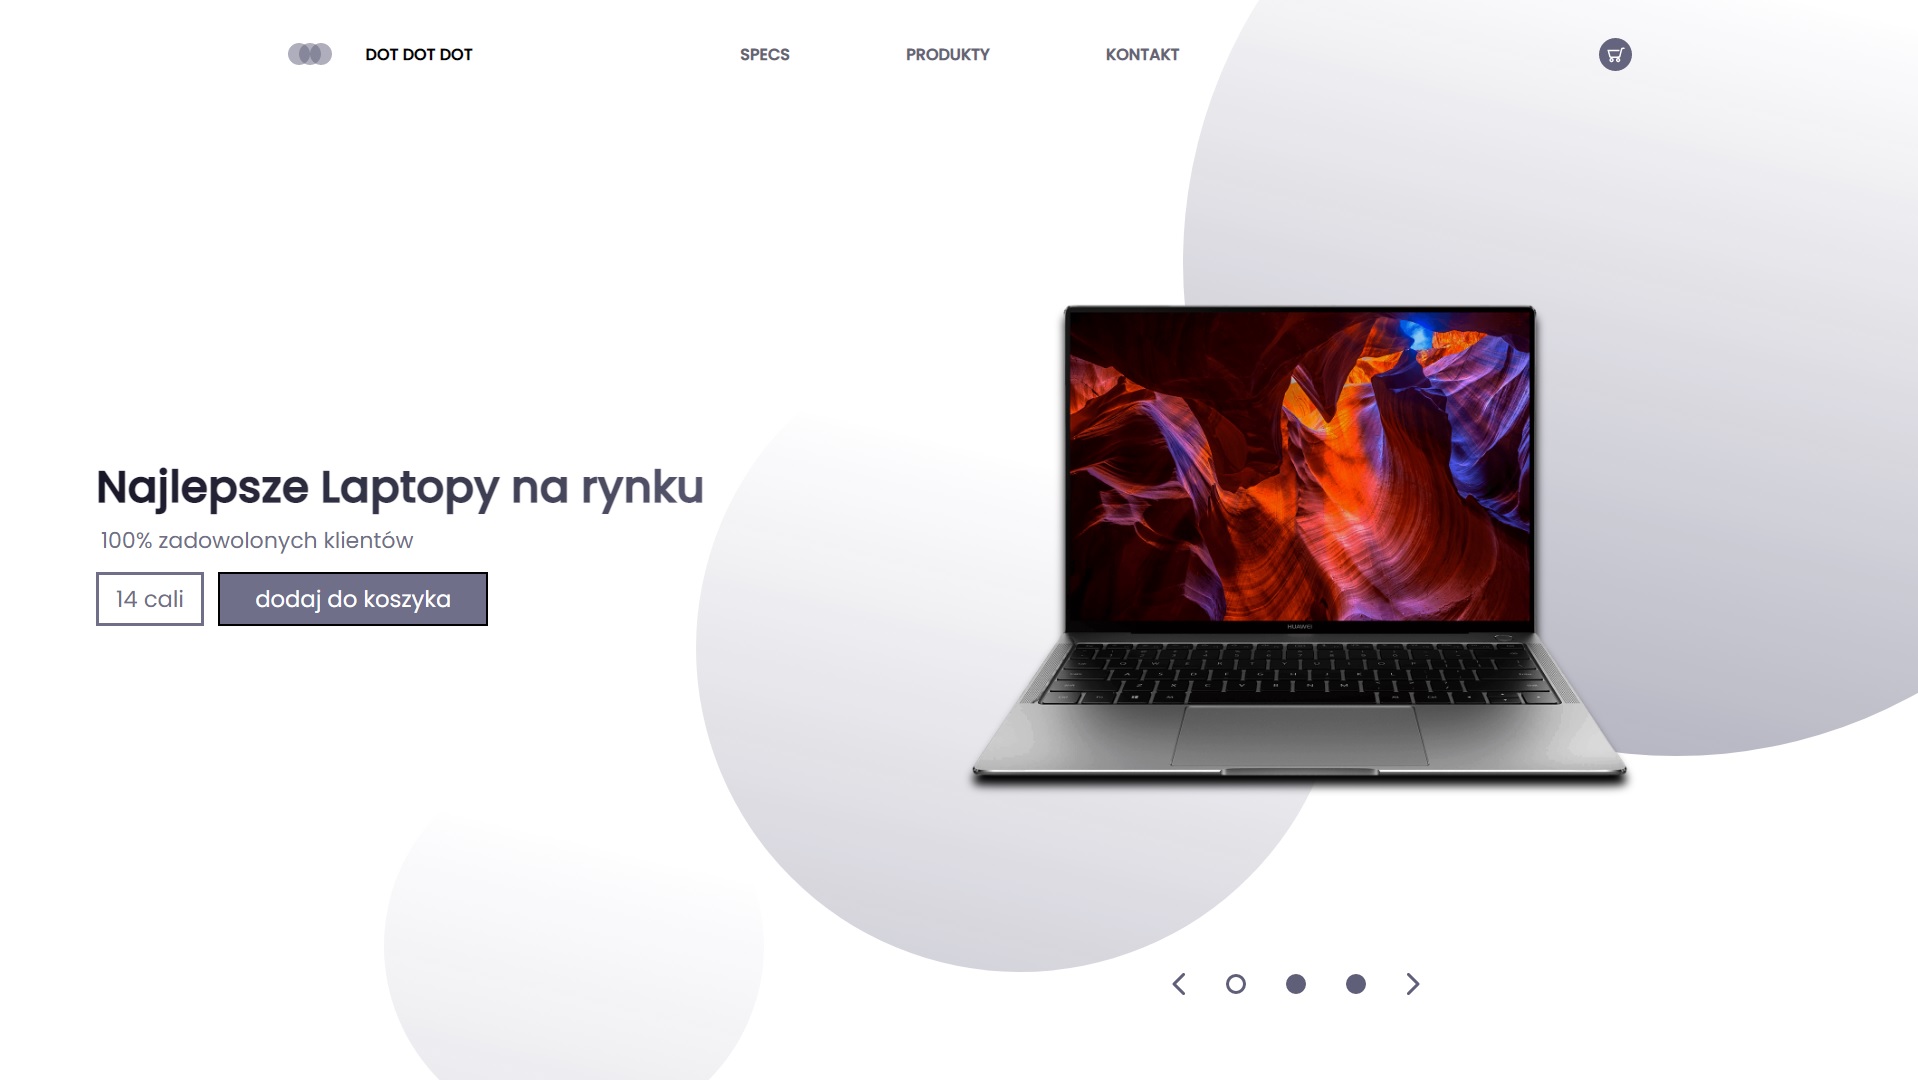 DOT DOT DOT
SPECS
PRODUKTY
KONTAKT
Najlepsze Laptopy na rynku
100% zadowolonych klientów
14 cali
dodaj do koszyka
HUAWEI